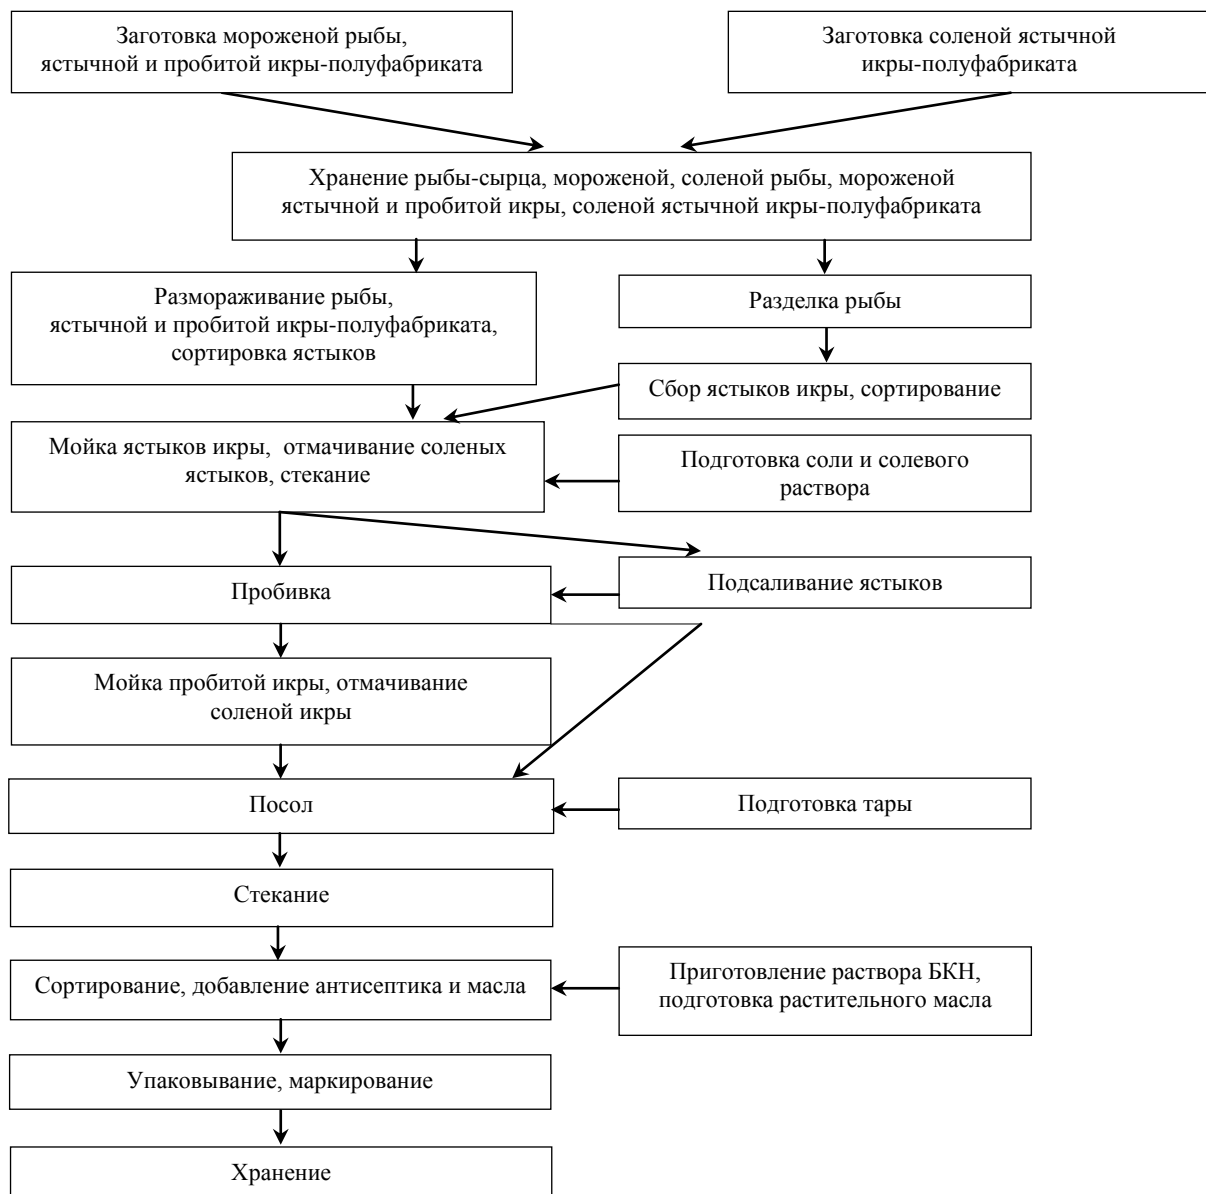 Заготовка мороженой рыбы,
ястычной и пробитой икры-полуфабриката
Заготовка соленой ястычной
икры-полуфабриката
Хранение рыбы-сырца, мороженой, соленой рыбы, мороженой
ястычной и пробитой икры, соленой ястычной икры-полуфабриката
Размораживание рыбы,
ястычной и пробитой икры-полуфабриката,
сортировка ястыков
Разделка рыбы
Сбор ястыков икры, сортирование
Мойка ястыков икры, отмачивание соленых
ястыков, стекание
Подготовка соли и солевого
раствора
Пробивка
Подсаливание ястыков
Мойка пробитой икры, отмачивание
соленой икры
Посол
Подготовка тары
Стекание
Сортирование, добавление антисептика и масла
Приготовление раствора БКН,
подготовка растительного масла
Упаковывание, маркирование
Хранение